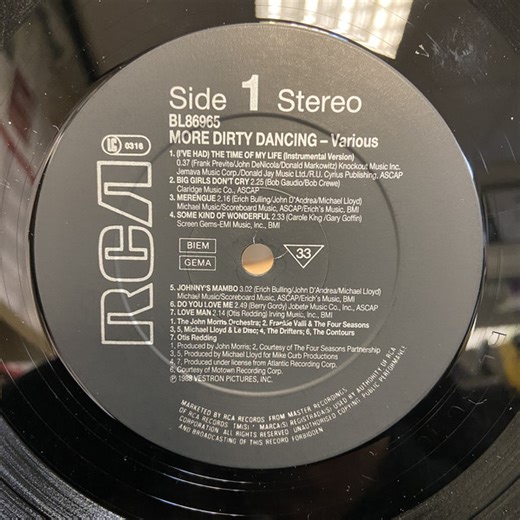 Side 1 Stereo
BL86965
MORE DIRTY DANCING – Various
1. (I'VE HAD) THE TIME OF MY LIFE (Instrumental Version)
0.37 (Frank Previte/John DeNicola/Donald Markowitz) Knockout Music Inc.
Jemava Music Corp./Donald Jay Music Ltd./R.U. Cyrius Publishing, ASCAP
2. BIG GIRLS DON'T CRY 2.25 (Bob Gaudio/Bob Crewe)
Claridge Music Co., ASCAP
3. MERENGUE 2.16 (Erich Bulling/John D'Andrea/Michael Lloyd)
Michael Music/Scoreboard Music, ASCAP/Erich's Music, BMI
4. SOME KIND OF WONDERFUL 2.33 (Carole King/Gary Goffin)
Screen Gems-EMI Music, Inc., BMI
LC 0316
RCA
BIEM
GEMA
33
5. JOHNNY'S MAMBO 3.02 (Erich Bulling/John D'Andrea/Michael Lloyd)
Michael Music/Scoreboard Music, ASCAP/Erich's Music, BMI
6. DO YOU LOVE ME 2.49 (Berry Gordy) Jobete Music Co., Inc., ASCAP
7. LOVE MAN 2.14 (Otis Redding) Irving Music, Inc., BMI
1. The John Morris Orchestra; 2. Frankie Valli & The Four Seasons
3, 5, Michael Lloyd & Le Disc; 4, The Drifters; 6, The Contours
7. Otis Redding
1, Produced by John Morris; 2, Courtesy of The Four Seasons Partnership
3, 5, Produced by Michael Lloyd for Mike Curb Productions
4, 7, Produced under license from Atlantic Recording Corp.
6, Courtesy of Motown Recording Corp.
℗ 1988 VESTRON PICTURES, INC.
MARKETED BY RCA RECORDS FROM MASTER RECORDINGS
OF RCA RECORDS TM(S) ® MARCA(S) REGISTRADA(S) USED BY AUTHORITY OF RCA
CORPORATION. ALL RIGHTS RESERVED. UNAUTHORISED COPYING PUBLIC PERFORMANCE
AND BROADCASTING OF THIS RECORD FORBIDDEN